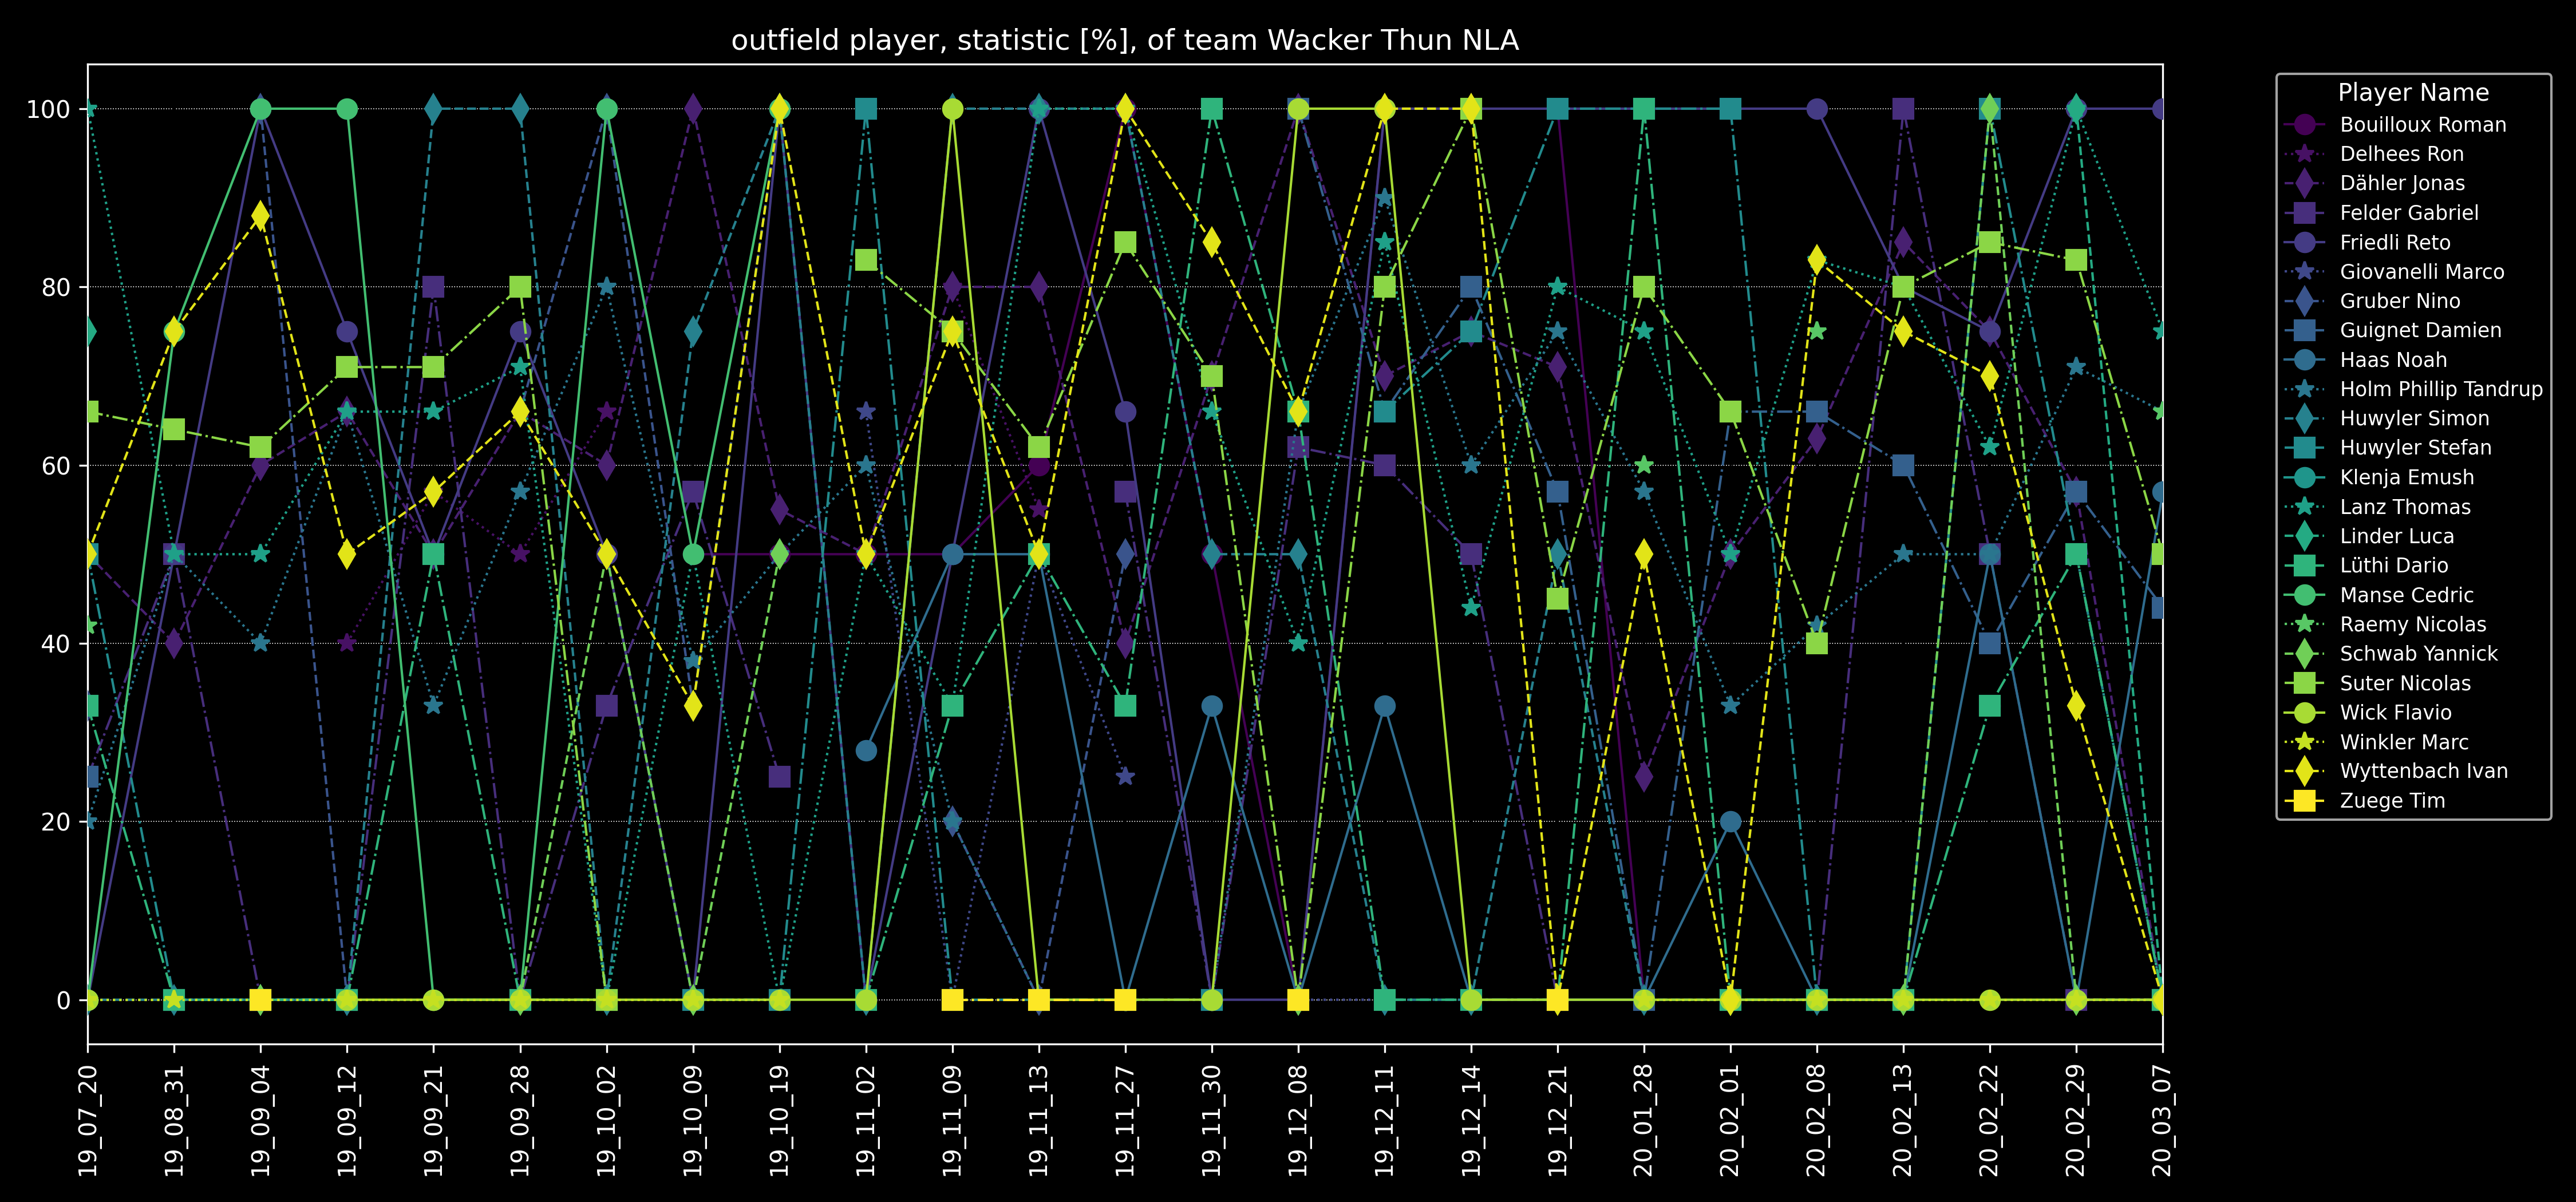 outfield player, statistic [%], of team Wacker Thun NLA
100
80
60
40
20
0
19_07_20
19_08_31
19_09_04
19_09_12
19_09_21
19_09_28
19_10_02
19_10_09
19_10_19
19_11_02
19_11_09
19_11_13
19_11_27
19_11_30
19_12_08
19_12_11
19_12_14
19_12_21
20_01_28
20_02_01
20_02_08
20_02_13
20_02_22
20_02_29
20_03_07
Player Name
Bouilloux Roman
Delhees Ron
Dähler Jonas
Felder Gabriel
Friedli Reto
Giovanelli Marco
Gruber Nino
Guignet Damien
Haas Noah
Holm Phillip Tandrup
Huwyler Simon
Huwyler Stefan
Klenja Emush
Lanz Thomas
Linder Luca
Lüthi Dario
Manse Cedric
Raemy Nicolas
Schwab Yannick
Suter Nicolas
Wick Flavio
Winkler Marc
Wyttenbach Ivan
Zuege Tim